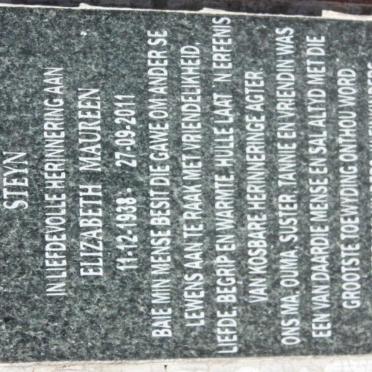 STEYN
IN LIEFDEVOLLE HERINNERING AAN
ELIZABETH MAUREEN
11-12-1938 - 27-09-2011
BAIE MIN MENSE BESIT DIE GAWE OM ANDER SE
LEWENS AAN TE RAAK MET VRIENDELIKHEID,
LIEFDE, BEGRIP EN WARMTE. HULLE LAAT 'N ERFENIS
VAN KOSBARE HERINNERINGE AGTER
ONS MA, OUMA, SUSTER, TANNIE EN VRIENDIN WAS
EEN VAN DAARDIE MENSE EN SAL ALTYD MET DIE
GROOTSTE TOEWYDING ONTHOU WORD